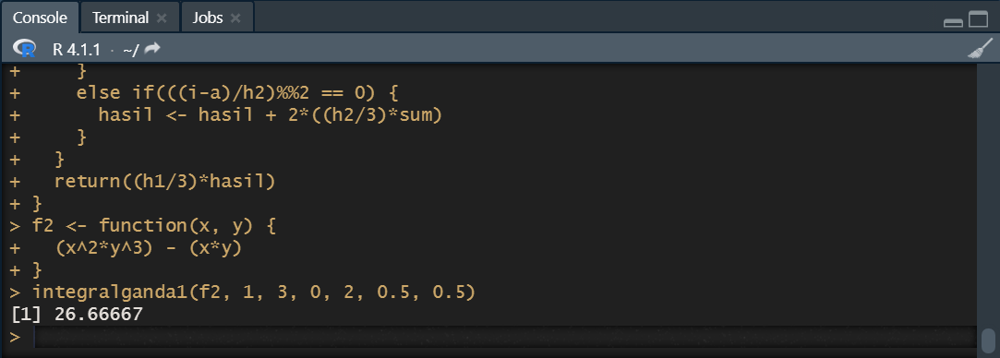 Console Terminal Jobs
R 4.1.1 · ~/
+     }
+     else if(((i-a)/h2)%%2 == 0) {
+       hasil <- hasil + 2*((h2/3)*sum)
+     }
+   }
+   return((h1/3)*hasil)
+ }
> f2 <- function(x, y) {
+   (x^2*y^3) - (x*y)
+ }
> integralganda1(f2, 1, 3, 0, 2, 0.5, 0.5)
[1] 26.66667
>